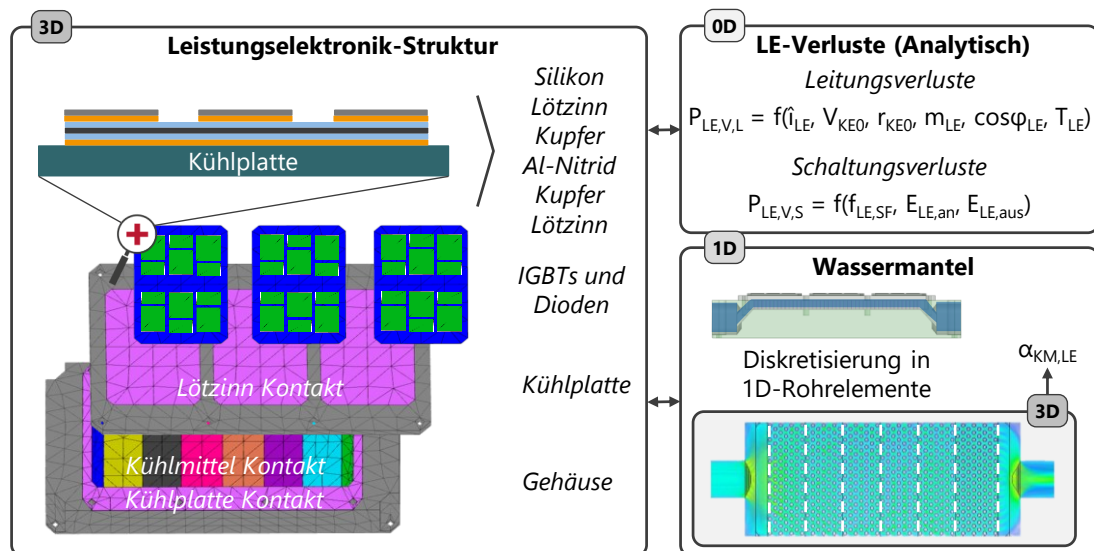 3D
Leistungselektronik-Struktur
Kühlplatte
Silikon
Lötzinn
Kupfer
Al-Nitrid
Kupfer
Lötzinn
IGBTs und
Dioden
Kühlplatte
Gehäuse
Lötzinn Kontakt
Kühlmittel Kontakt
Kühlplatte Kontakt
0D
LE-Verluste (Analytisch)
Leitungsverluste
P_LE,V,L = f(î_LE, V_KE0, r_KE0, m_LE, cosφ_LE, T_LE)
Schaltungsverluste
P_LE,V,S = f(f_LE,SF, E_LE,an, E_LE,aus)
1D
Wassermantel
Diskretisierung in
1D-Rohrelemente
α_KM,LE
3D